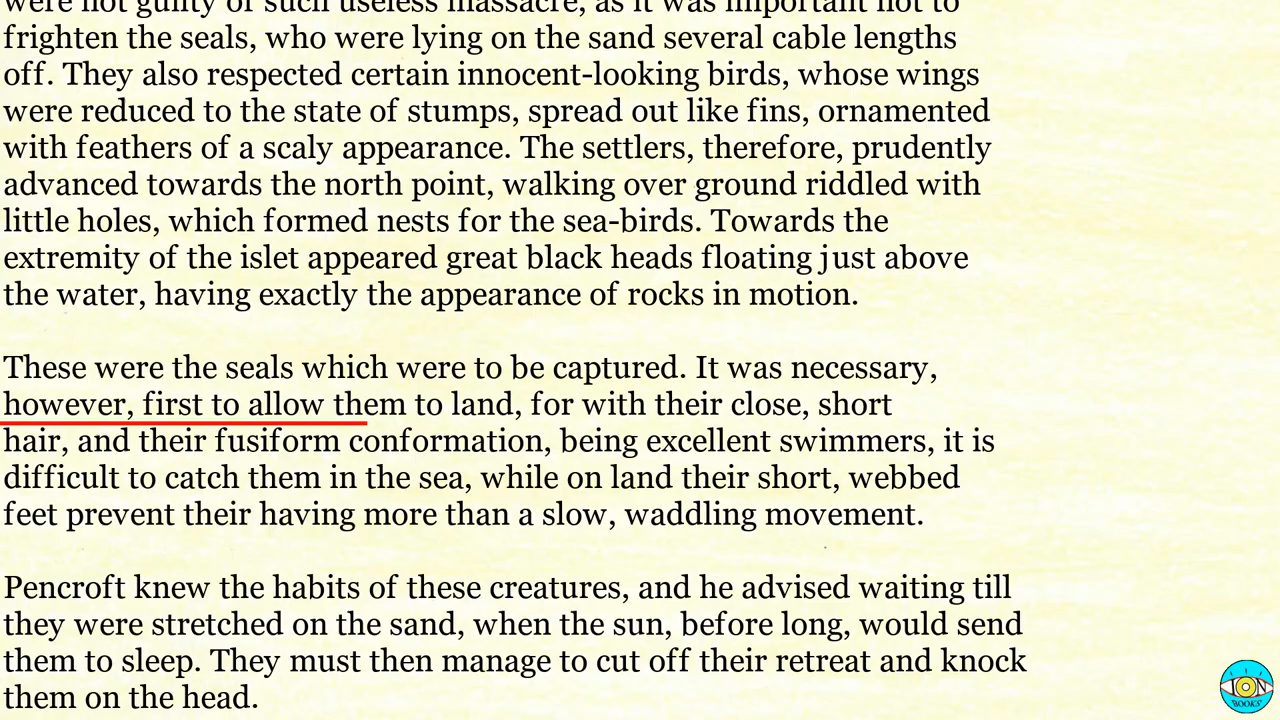 were not guilty of such useless massacre, as it was important not to
frighten the seals, who were lying on the sand several cable lengths
off. They also respected certain innocent-looking birds, whose wings
were reduced to the state of stumps, spread out like fins, ornamented
with feathers of a scaly appearance. The settlers, therefore, prudently
advanced towards the north point, walking over ground riddled with
little holes, which formed nests for the sea-birds. Towards the
extremity of the islet appeared great black heads floating just above
the water, having exactly the appearance of rocks in motion.
These were the seals which were to be captured. It was necessary,
however, first to allow them to land, for with their close, short
hair, and their fusiform conformation, being excellent swimmers, it is
difficult to catch them in the sea, while on land their short, webbed
feet prevent their having more than a slow, waddling movement.
Pencroft knew the habits of these creatures, and he advised waiting till
they were stretched on the sand, when the sun, before long, would send
them to sleep. They must then manage to cut off their retreat and knock
them on the head.
ION
BOOKS